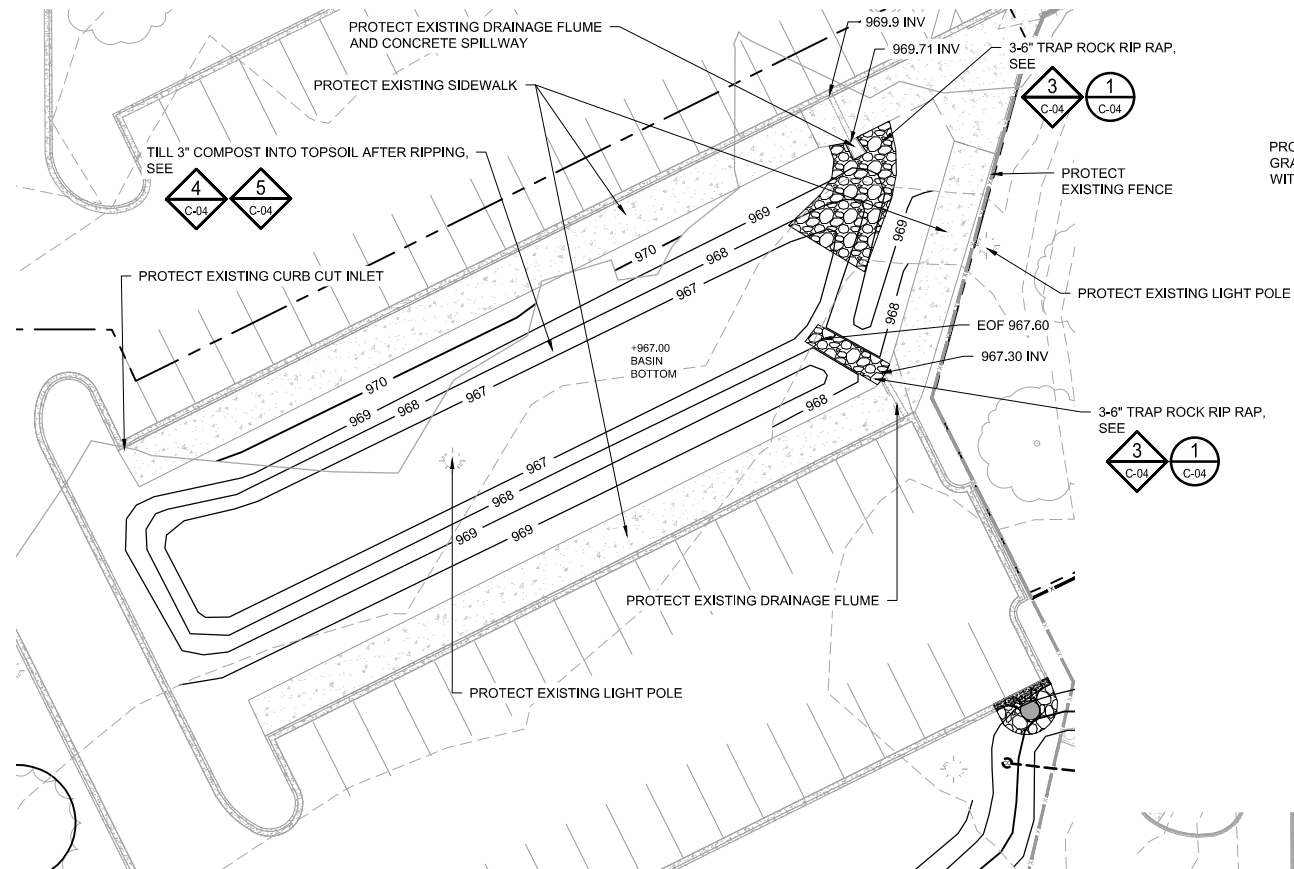 PROTECT EXISTING DRAINAGE FLUME
AND CONCRETE SPILLWAY
969.9 INV
969.71 INV
3-6" TRAP ROCK RIP RAP,
SEE
3
C-04
1
C-04
PROTECT EXISTING SIDEWALK
TILL 3" COMPOST INTO TOPSOIL AFTER RIPPING,
SEE
4
C-04
5
C-04
PROTECT
EXISTING FENCE
PRO
GRA
WIT
PROTECT EXISTING CURB CUT INLET
PROTECT EXISTING LIGHT POLE
969
970
968
967
969
968
EOF 967.60
967.30 INV
+967.00
BASIN
BOTTOM
970
969
968
967
3-6" TRAP ROCK RIP RAP,
SEE
3
C-04
1
C-04
968
967
968
969
969
PROTECT EXISTING DRAINAGE FLUME
PROTECT EXISTING LIGHT POLE